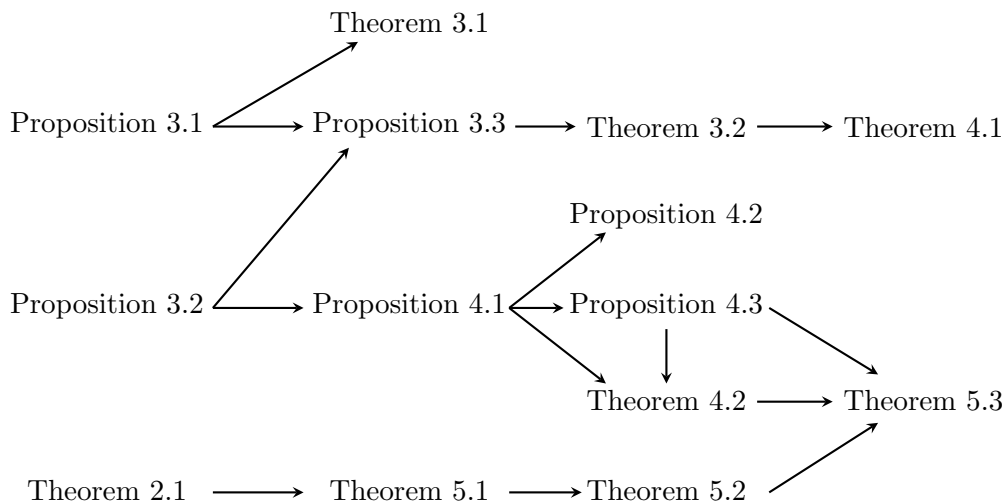 Theorem 3.1
Proposition 3.1 Proposition 3.3 Theorem 3.2 Theorem 4.1
Proposition 4.2
Proposition 3.2 Proposition 4.1 Proposition 4.3
Theorem 4.2 Theorem 5.3
Theorem 2.1 Theorem 5.1 Theorem 5.2